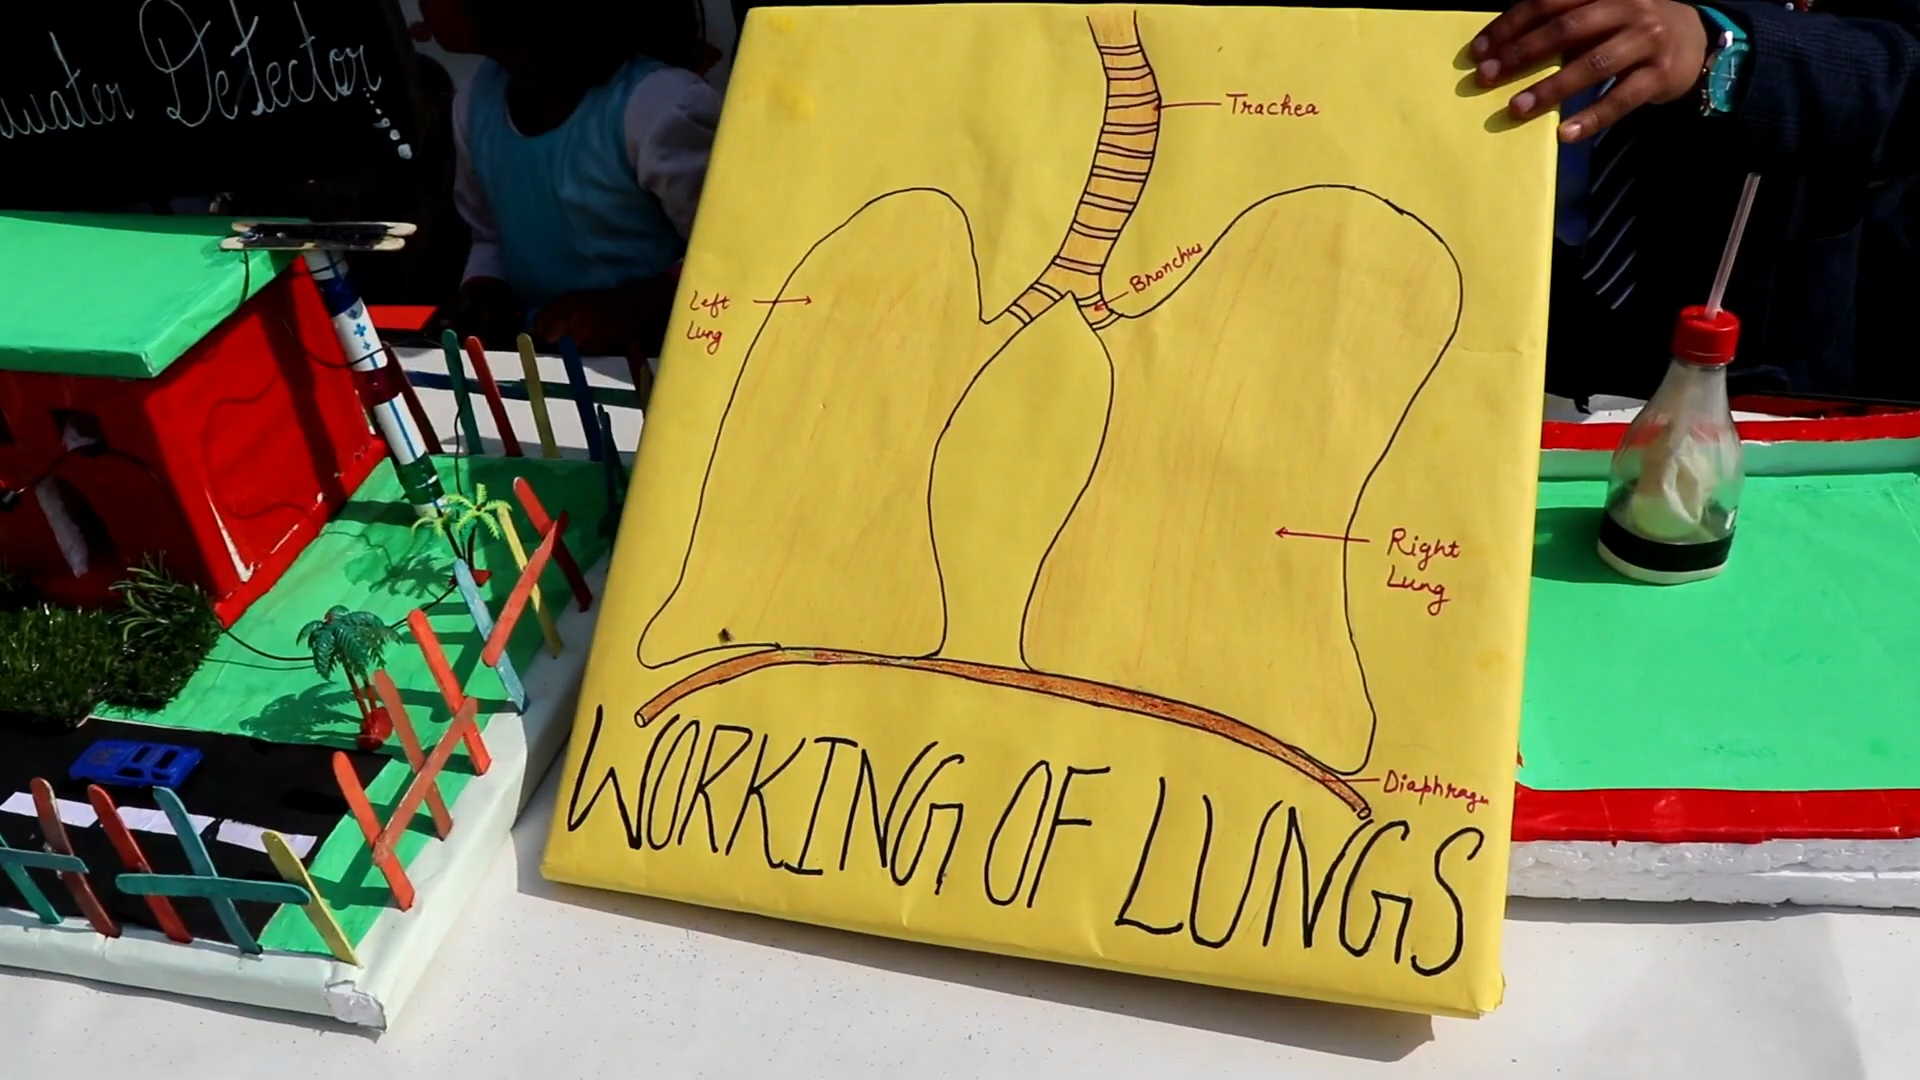 Detector
Trachea
Bronchus
Left
Lung
Right
Lung
Diaphragm
WORKING OF LUNGS